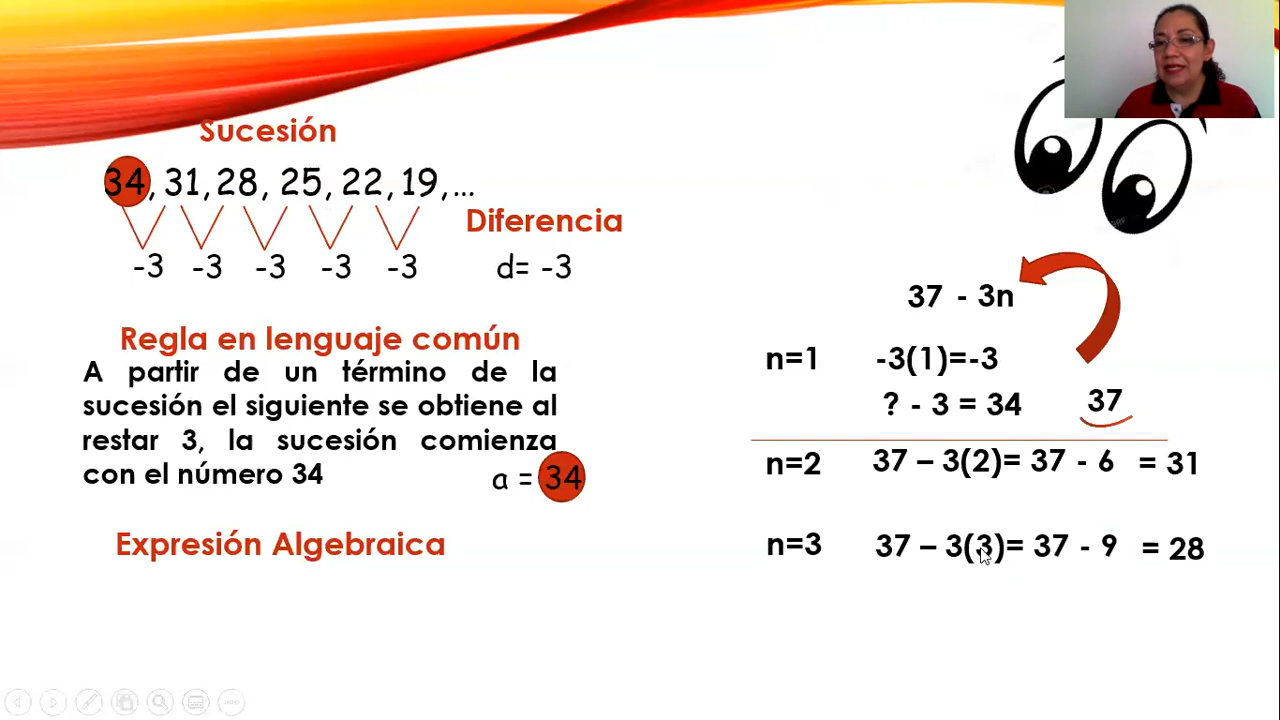 Sucesión
34, 31, 28, 25, 22, 19, ...
Diferencia
-3 -3 -3 -3 -3
d= -3
Regla en lenguaje común
A partir de un término de la
sucesión el siguiente se obtiene al
restar 3, la sucesión comienza
con el número 34
a = 34
Expresión Algebraica
37 - 3n
n=1 -3(1)=-3
? - 3 = 34 37
n=2 37 – 3(2)= 37 - 6 = 31
n=3 37 – 3(3)= 37 - 9 = 28